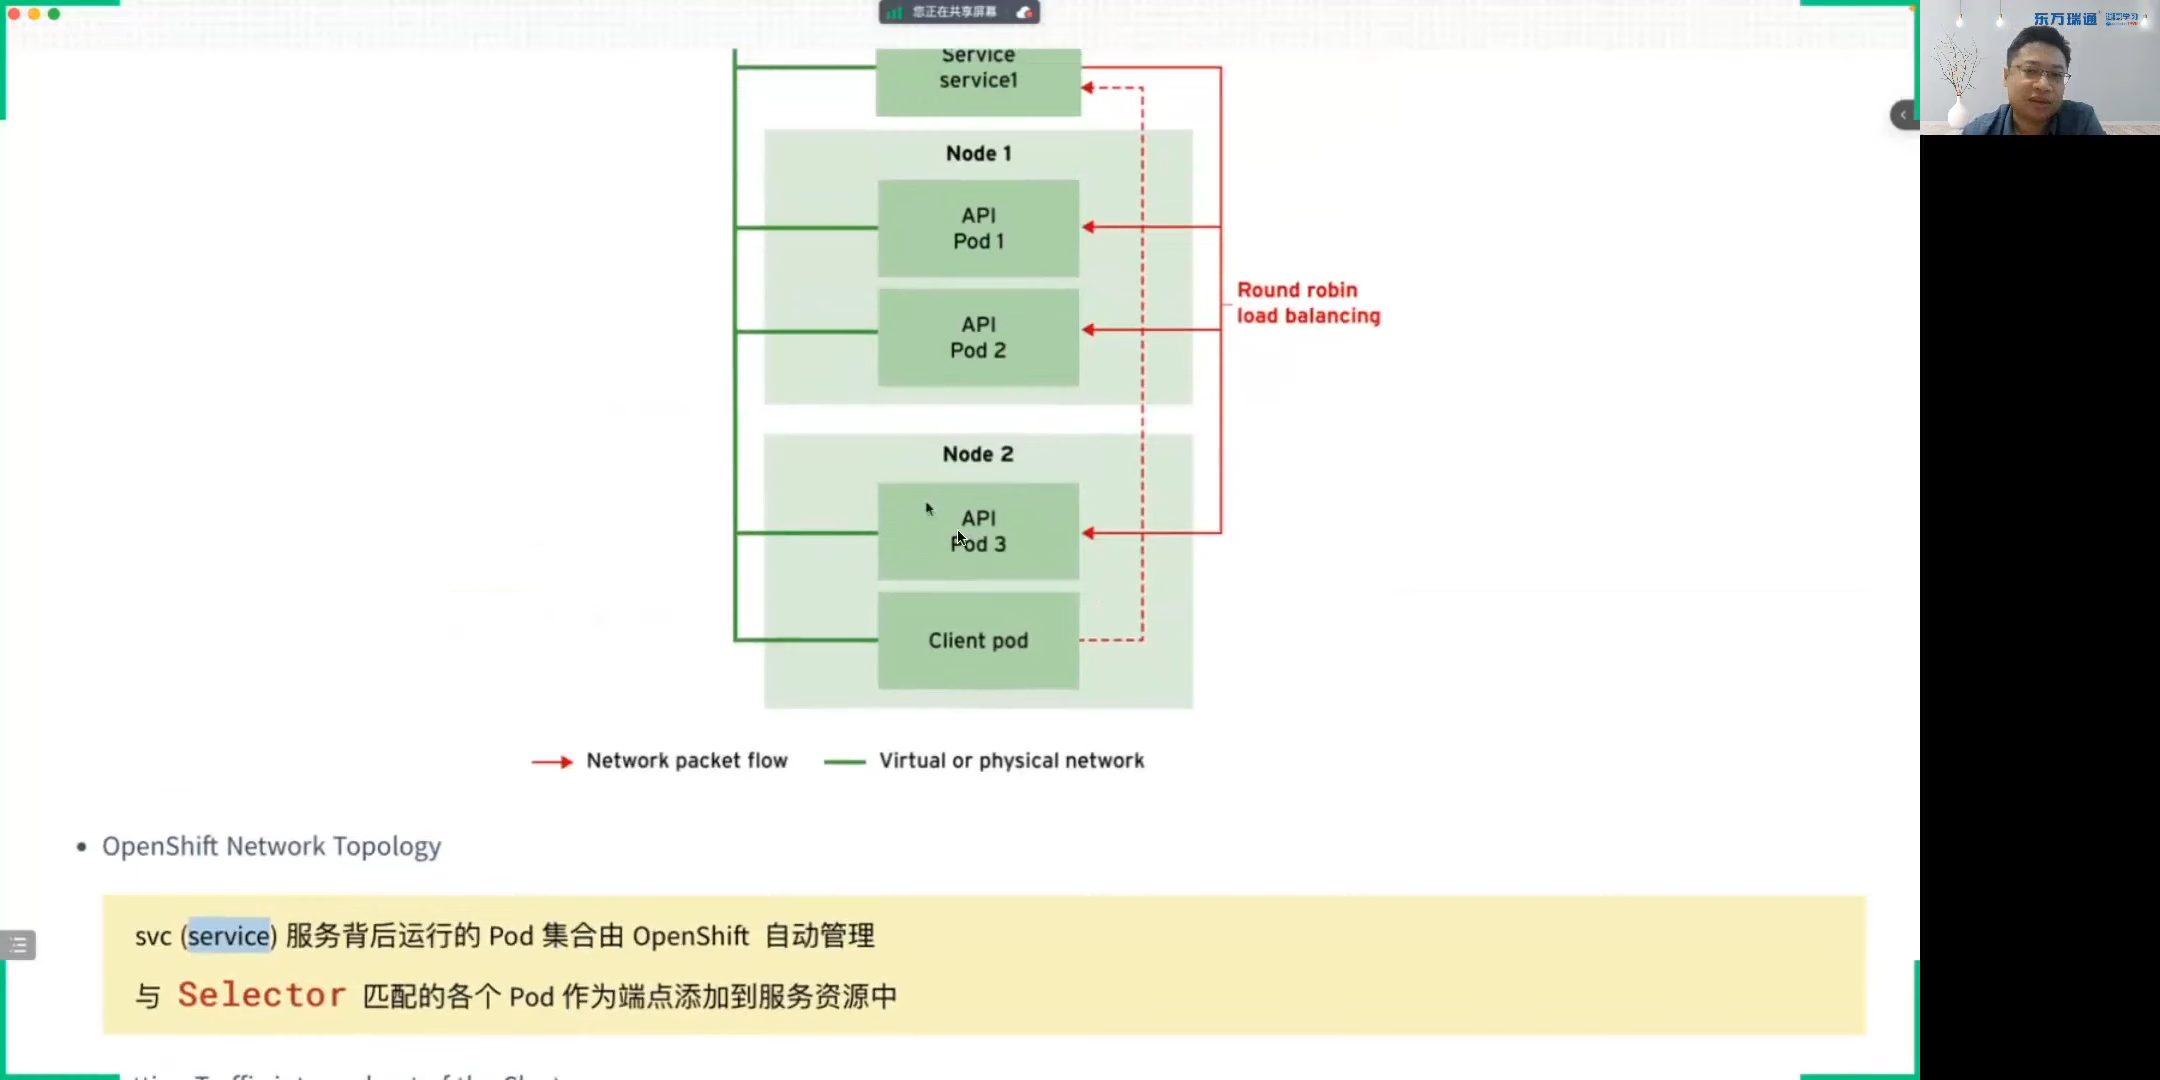 您正在共享屏幕
东方瑞通
Service
service1
Node 1
API
Pod 1
API
Pod 2
Round robin
load balancing
Node 2
API
Pod 3
Client pod
Network packet flow
Virtual or physical network
OpenShift Network Topology
svc (service) 服务背后运行的 Pod 集合由 OpenShift 自动管理
与 Selector 匹配的各个 Pod 作为端点添加到服务资源中